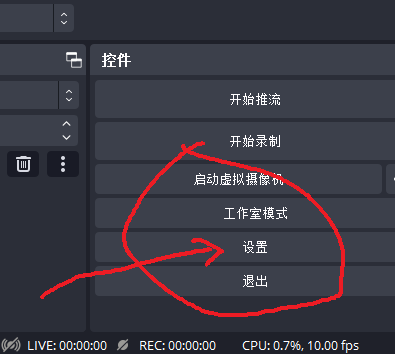 控件
开始推流
开始录制
启动虚拟摄像机
工作室模式
设置
退出
LIVE: 00:00:00 REC: 00:00:00 CPU: 0.7%, 10.00 fps